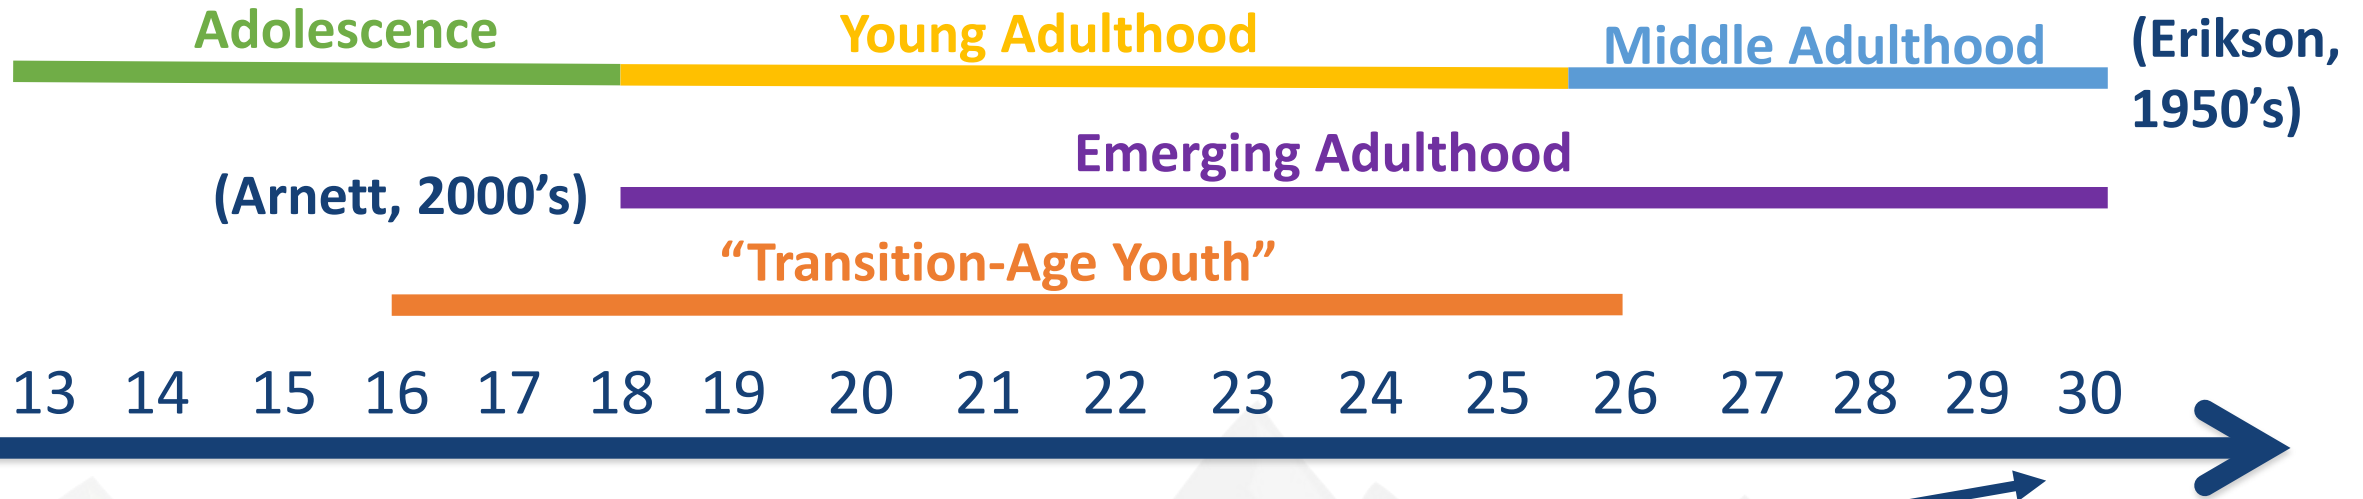 Adolescence
Young Adulthood
Middle Adulthood
(Erikson,
1950’s)
Emerging Adulthood
(Arnett, 2000’s)
“Transition-Age Youth”
13 14 15 16 17 18 19 20 21 22 23 24 25 26 27 28 29 30